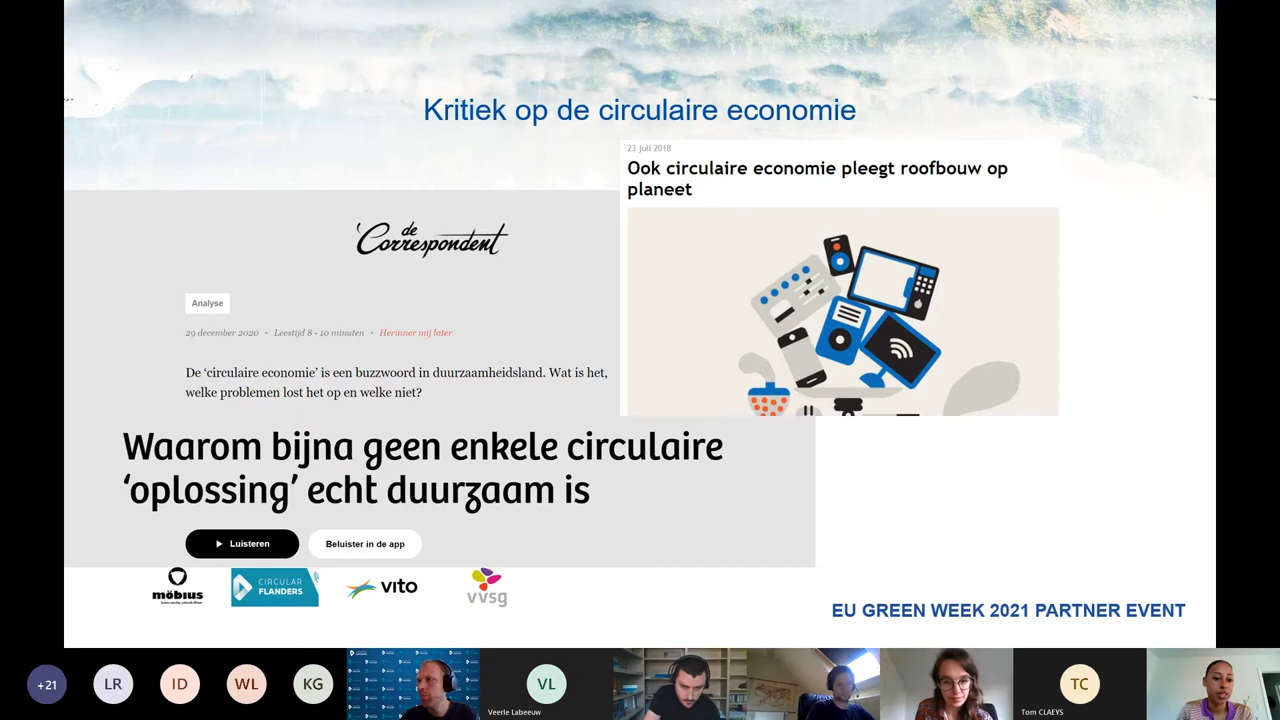 Kritiek op de circulaire economie
23 juli 2018
Ook circulaire economie pleegt roofbouw op
planeet
de
Correspondent
Analyse
29 december 2020 • Leestijd 8 - 10 minuten • Herinner mij later
De ‘circulaire economie’ is een buzzwoord in duurzaamheidsland. Wat is het,
welke problemen lost het op en welke niet?
Waarom bijna geen enkele circulaire
‘oplossing’ echt duurzaam is
Luisteren
Beluister in de app
möbius
CIRCULAR
FLANDERS
vito
vvsg
EU GREEN WEEK 2021 PARTNER EVENT
+21
LR
ID
WL
KG
VL
Veerle Labeeuw
TC
Tom CLAEYS